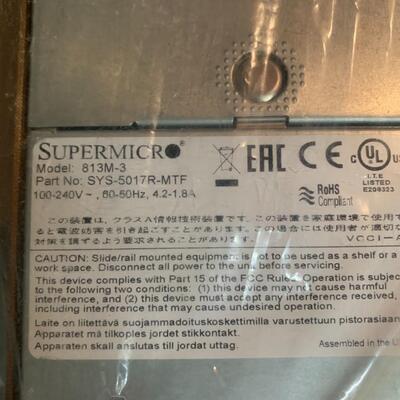 SUPERMICRO
Model: 813M-3
Part No: SYS-5017R-MTF
100-240V~, 60-50Hz, 4.2-1.8A
EAC CE UL
I.T.E
LISTED
RoHS
Compliant
この装置は、クラスA情報技術装置です。この装置を家庭環境で使用す
ると電波妨害を引き起こすことがあります。この場合には使用者が適切
対策を講ずるよう要求されることがあります。 VCCI-A
CAUTION: Slide/rail mounted equipment is not to be used as a shelf or a
work space. Disconnect all power to the unit before servicing.
This device complies with Part 15 of the FCC Rules. Operation is subject
to the following two conditions: (1) this device may not cause harmful
interference, and (2) this device must accept any interference received,
including interference that may cause undesired operation.
Laite on liitettävä suojammadoituskoskettimilla varustettuun pistorasiaan
Apparatet må tilkoples jordet stikkontakt.
Apparaten skall anslutas till jordat uttag.
Assembled in the U